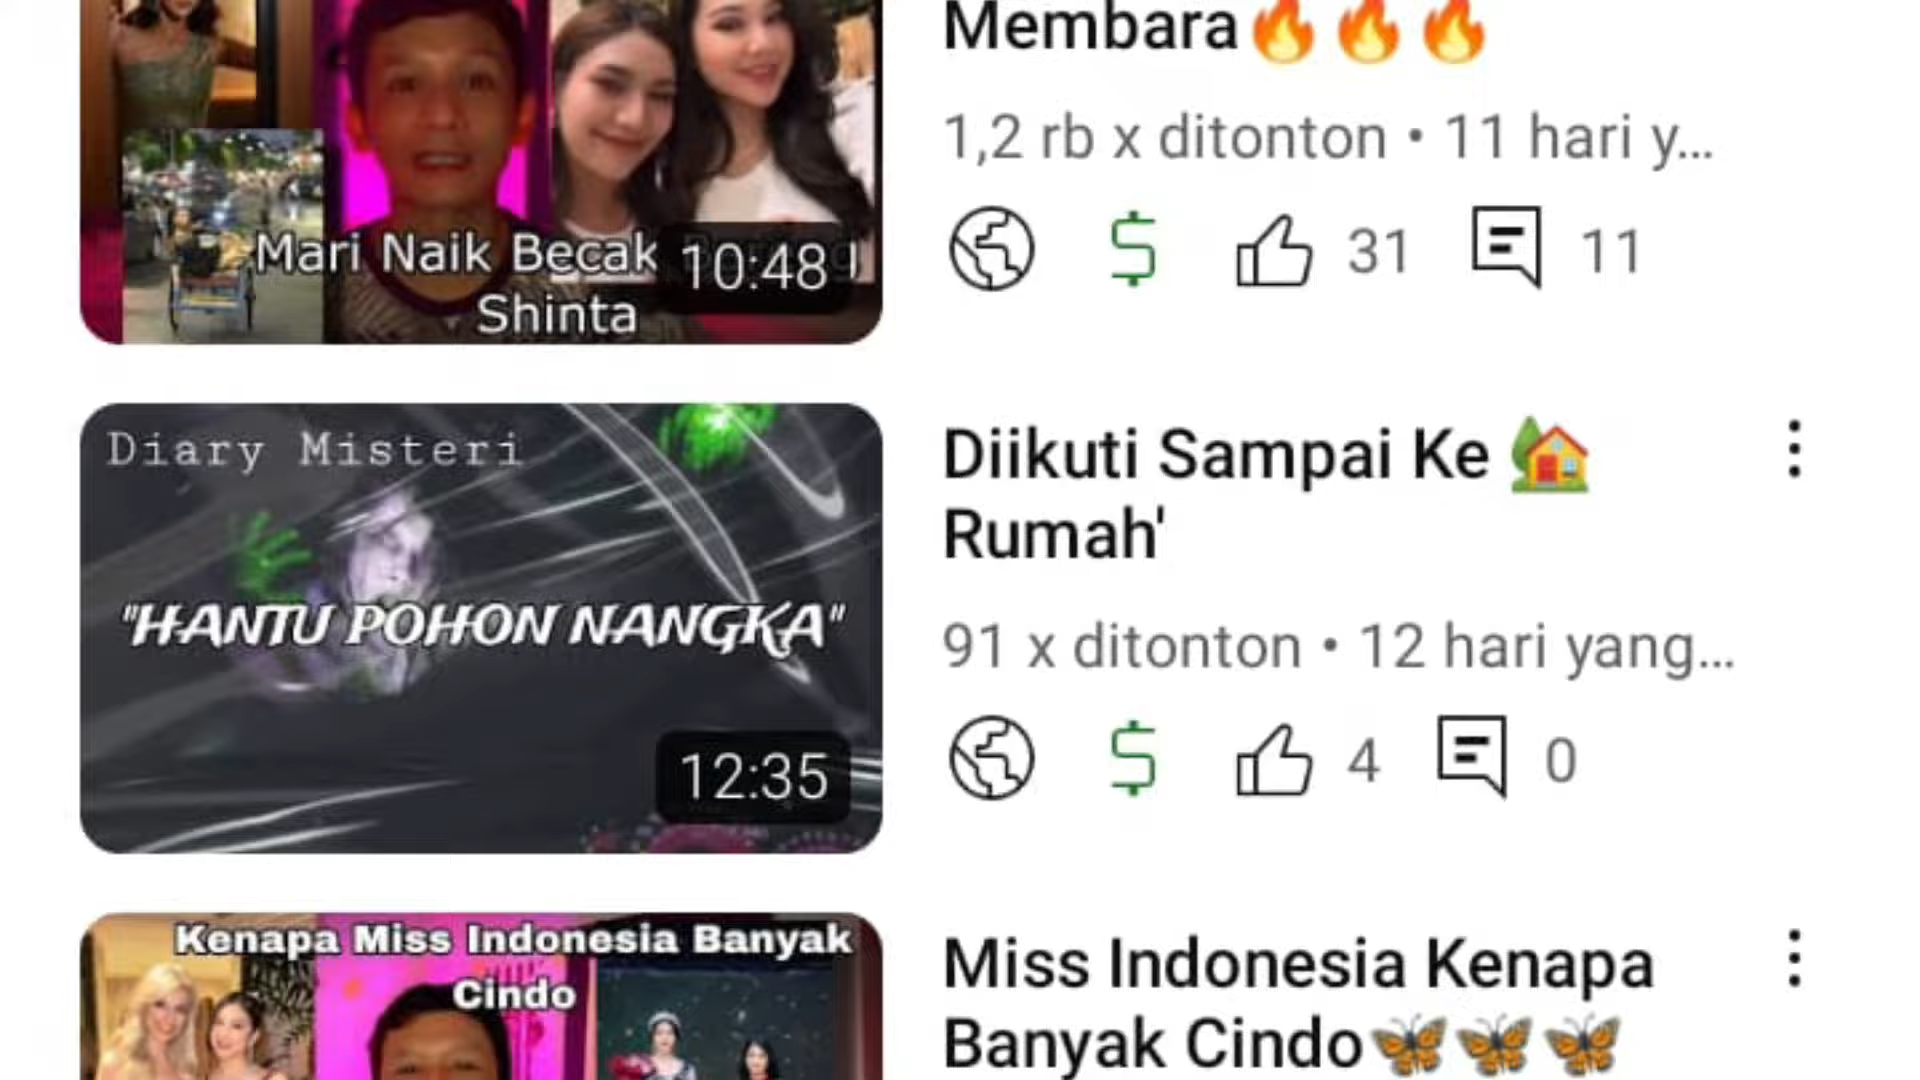 Membara🔥🔥🔥
1,2 rb x ditonton • 11 hari y...
31
11
Mari Naik Becak
10:48
Shinta
Diary Misteri
"HANTU POHON NANGKA"
12:35
Diikuti Sampai Ke 🏡
Rumah'
91 x ditonton • 12 hari yang...
4
0
Kenapa Miss Indonesia Banyak
Cindo
Miss Indonesia Kenapa
Banyak Cindo🦋🦋🦋